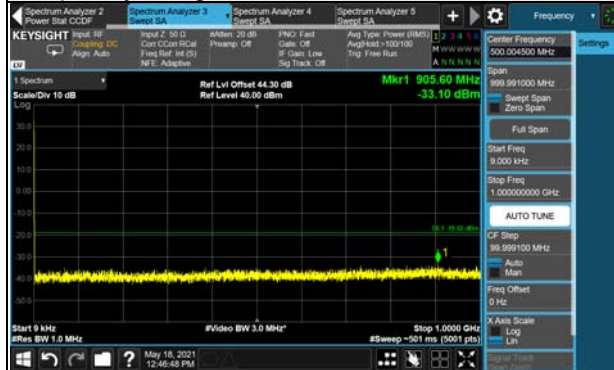 Spectrum Analyzer 2
Power Stat CCDF
Spectrum Analyzer 3
Swept SA
Spectrum Analyzer 4
Swept SA
Spectrum Analyzer 5
Swept SA
+
Frequency
KEYSIGHT
Input: RF
Coupling: DC
Align: Auto
Input Z: 50 Ω
Corr CCorr RCal
Freq Ref: Int (S)
NFE: Adaptive
#Atten: 20 dB
Preamp: Off
PNO: Fast
Gate: Off
IF Gain: Low
Sig Track: Off
Avg Type: Power (RMS)
Avg|Hold:>100/100
Trig: Free Run
1 2 3 4 5 6
M W W W W W
A N N N N N
LXI
1 Spectrum
Scale/Div 10 dB
Log
Ref Lvl Offset 44.30 dB
Ref Level 40.00 dBm
Mkr1 905.60 MHz
-33.10 dBm
30.0
20.0
10.0
0.00
-10.0
-20.0
-30.0
-40.0
-50.0
1
Start 9 kHz
#Res BW 1.0 MHz
#Video BW 3.0 MHz*
Stop 1.0000 GHz
#Sweep ~501 ms (5001 pts)
May 18, 2021
12:46:48 PM
Center Frequency
500.004500 MHz
Settings
Span
999.991000 MHz
Swept Span
Zero Span
Full Span
Start Freq
9.000 kHz
Stop Freq
1.000000000 GHz
AUTO TUNE
CF Step
99.999100 MHz
Auto
Man
Freq Offset
0 Hz
X Axis Scale
Log
Lin
Signal Track